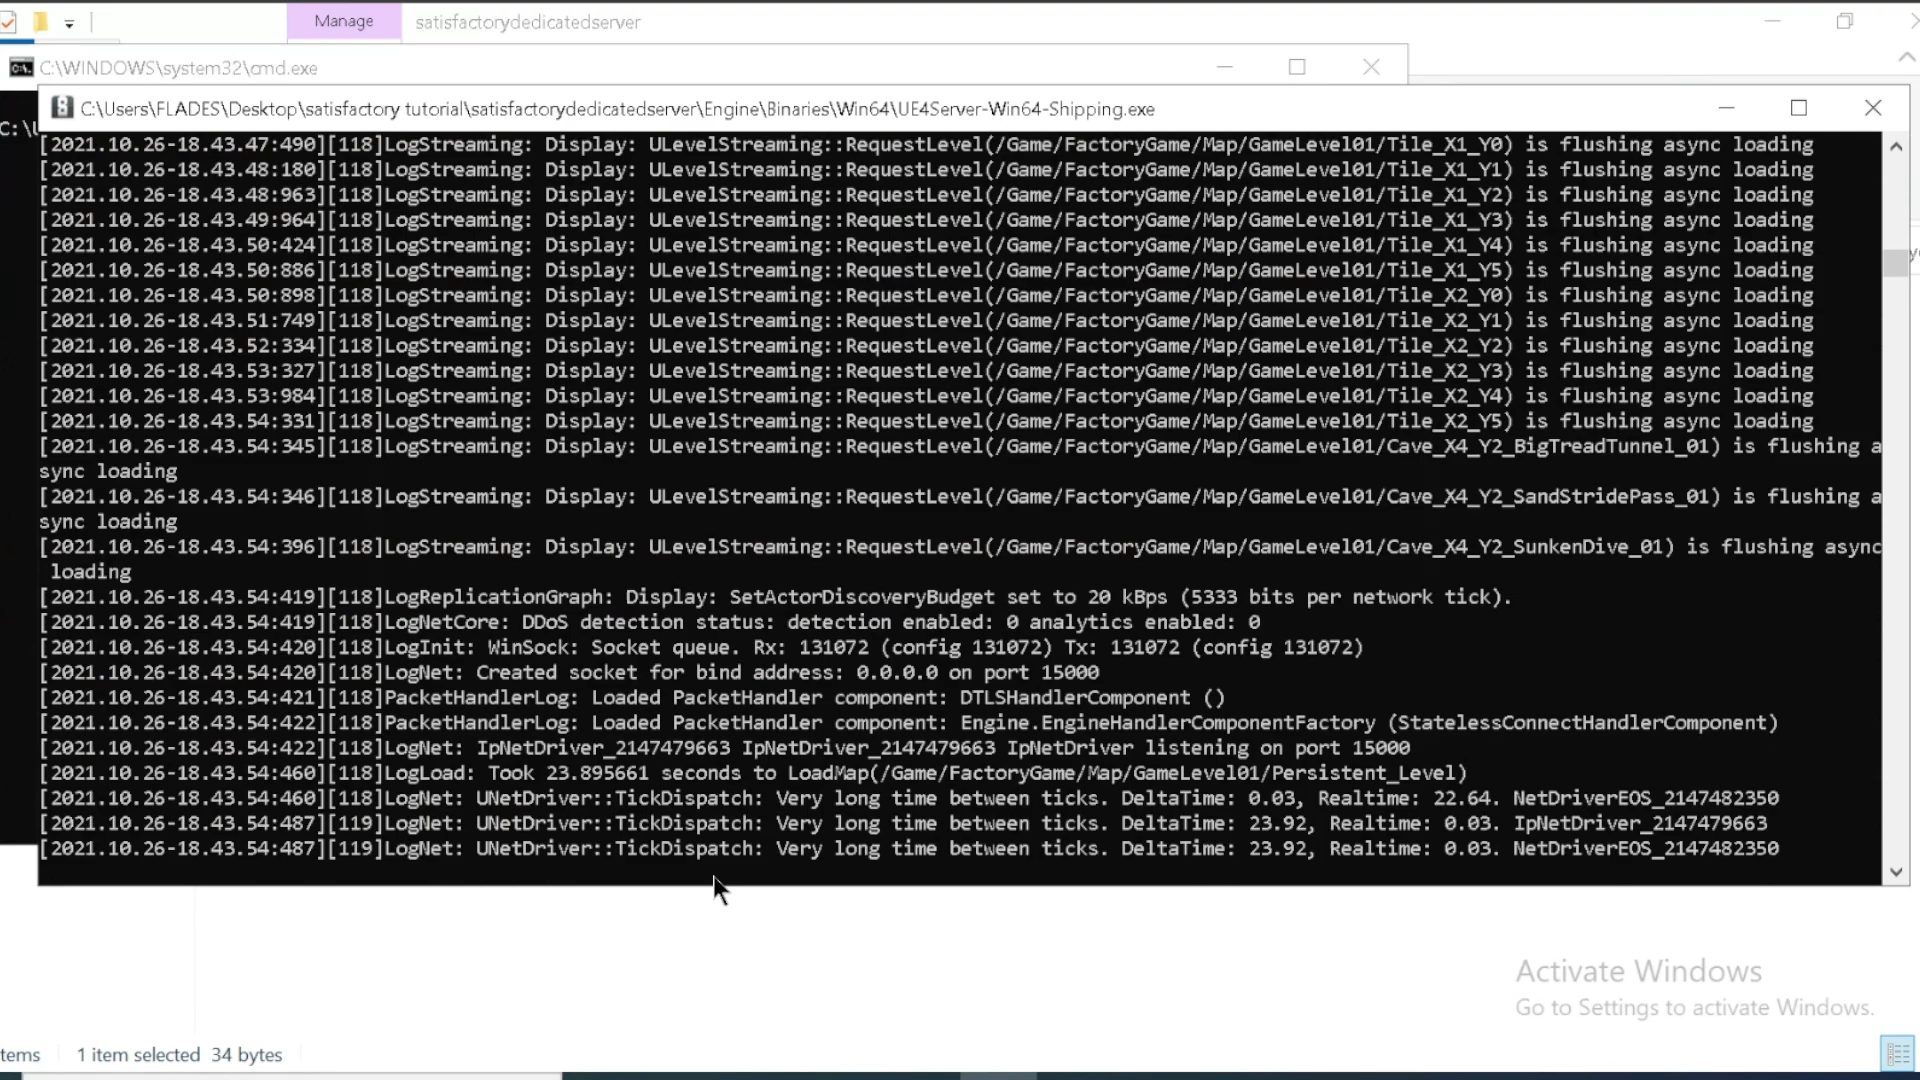 Manage
satisfactorydedicatedserver
C:\WINDOWS\system32\cmd.exe
C:\Users\FLADES\Desktop\satisfactory tutorial\satisfactorydedicatedserver\Engine\Binaries\Win64\UE4Server-Win64-Shipping.exe
C:\U
[2021.10.26-18.43.47:490][118]LogStreaming: Display: ULevelStreaming::RequestLevel(/Game/FactoryGame/Map/GameLevel01/Tile_X1_Y0) is flushing async loading
[2021.10.26-18.43.48:180][118]LogStreaming: Display: ULevelStreaming::RequestLevel(/Game/FactoryGame/Map/GameLevel01/Tile_X1_Y1) is flushing async loading
[2021.10.26-18.43.48:963][118]LogStreaming: Display: ULevelStreaming::RequestLevel(/Game/FactoryGame/Map/GameLevel01/Tile_X1_Y2) is flushing async loading
[2021.10.26-18.43.49:964][118]LogStreaming: Display: ULevelStreaming::RequestLevel(/Game/FactoryGame/Map/GameLevel01/Tile_X1_Y3) is flushing async loading
[2021.10.26-18.43.50:424][118]LogStreaming: Display: ULevelStreaming::RequestLevel(/Game/FactoryGame/Map/GameLevel01/Tile_X1_Y4) is flushing async loading
[2021.10.26-18.43.50:886][118]LogStreaming: Display: ULevelStreaming::RequestLevel(/Game/FactoryGame/Map/GameLevel01/Tile_X1_Y5) is flushing async loading
[2021.10.26-18.43.50:898][118]LogStreaming: Display: ULevelStreaming::RequestLevel(/Game/FactoryGame/Map/GameLevel01/Tile_X2_Y0) is flushing async loading
[2021.10.26-18.43.51:749][118]LogStreaming: Display: ULevelStreaming::RequestLevel(/Game/FactoryGame/Map/GameLevel01/Tile_X2_Y1) is flushing async loading
[2021.10.26-18.43.52:334][118]LogStreaming: Display: ULevelStreaming::RequestLevel(/Game/FactoryGame/Map/GameLevel01/Tile_X2_Y2) is flushing async loading
[2021.10.26-18.43.53:327][118]LogStreaming: Display: ULevelStreaming::RequestLevel(/Game/FactoryGame/Map/GameLevel01/Tile_X2_Y3) is flushing async loading
[2021.10.26-18.43.53:984][118]LogStreaming: Display: ULevelStreaming::RequestLevel(/Game/FactoryGame/Map/GameLevel01/Tile_X2_Y4) is flushing async loading
[2021.10.26-18.43.54:331][118]LogStreaming: Display: ULevelStreaming::RequestLevel(/Game/FactoryGame/Map/GameLevel01/Tile_X2_Y5) is flushing async loading
[2021.10.26-18.43.54:345][118]LogStreaming: Display: ULevelStreaming::RequestLevel(/Game/FactoryGame/Map/GameLevel01/Cave_X4_Y2_BigTreadTunnel_01) is flushing a
sync loading
[2021.10.26-18.43.54:346][118]LogStreaming: Display: ULevelStreaming::RequestLevel(/Game/FactoryGame/Map/GameLevel01/Cave_X4_Y2_SandStridePass_01) is flushing a
sync loading
[2021.10.26-18.43.54:396][118]LogStreaming: Display: ULevelStreaming::RequestLevel(/Game/FactoryGame/Map/GameLevel01/Cave_X4_Y2_SunkenDive_01) is flushing async
loading
[2021.10.26-18.43.54:419][118]LogReplicationGraph: Display: SetActorDiscoveryBudget set to 20 kBps (5333 bits per network tick).
[2021.10.26-18.43.54:419][118]LogNetCore: DDoS detection status: detection enabled: 0 analytics enabled: 0
[2021.10.26-18.43.54:420][118]LogInit: WinSock: Socket queue. Rx: 131072 (config 131072) Tx: 131072 (config 131072)
[2021.10.26-18.43.54:420][118]LogNet: Created socket for bind address: 0.0.0.0 on port 15000
[2021.10.26-18.43.54:421][118]PacketHandlerLog: Loaded PacketHandler component: DTLSHandlerComponent ()
[2021.10.26-18.43.54:422][118]PacketHandlerLog: Loaded PacketHandler component: Engine.EngineHandlerComponentFactory (StatelessConnectHandlerComponent)
[2021.10.26-18.43.54:422][118]LogNet: IpNetDriver_2147479663 IpNetDriver_2147479663 IpNetDriver listening on port 15000
[2021.10.26-18.43.54:460][118]LogLoad: Took 23.895661 seconds to LoadMap(/Game/FactoryGame/Map/GameLevel01/Persistent_Level)
[2021.10.26-18.43.54:460][118]LogNet: UNetDriver::TickDispatch: Very long time between ticks. DeltaTime: 0.03, Realtime: 22.64. NetDriverEOS_2147482350
[2021.10.26-18.43.54:487][119]LogNet: UNetDriver::TickDispatch: Very long time between ticks. DeltaTime: 23.92, Realtime: 0.03. IpNetDriver_2147479663
[2021.10.26-18.43.54:487][119]LogNet: UNetDriver::TickDispatch: Very long time between ticks. DeltaTime: 23.92, Realtime: 0.03. NetDriverEOS_2147482350
Activate Windows
Go to Settings to activate Windows.
tems 1 item selected 34 bytes